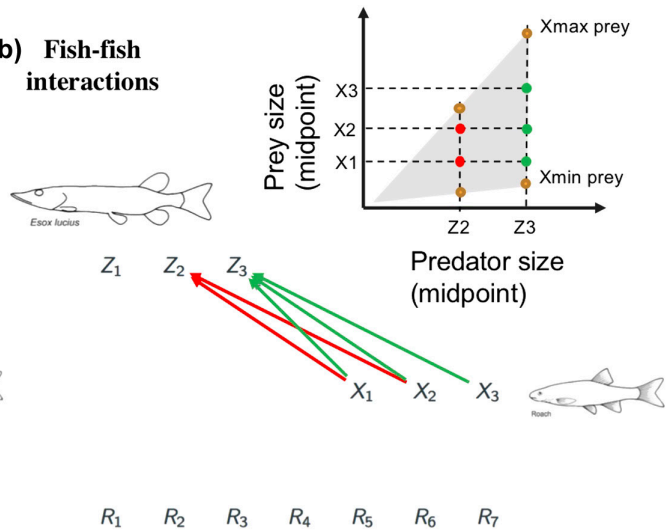 b) Fish-fish
interactions
Xmax prey
X3
X2
X1
Xmin prey
Prey size
(midpoint)
Z2 Z3
Predator size
(midpoint)
Esox lucius
Z₁ Z₂ Z₃
X₁ X₂ X₃
Roach
R₁ R₂ R₃ R₄ R₅ R₆ R₇